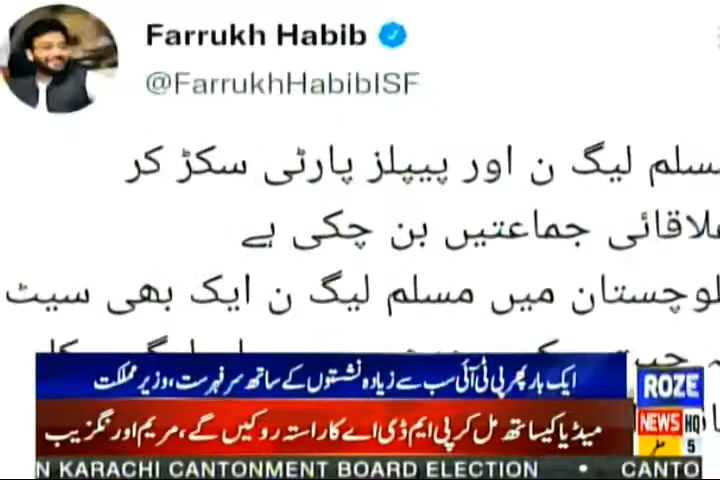 Farrukh Habib
@FarrukhHabibISF
مسلم لیگ ن اور پیپلز پارٹی سکڑ کر
علاقائی جماعتیں بن چکی ہے
بلوچستان میں مسلم لیگ ن ایک بھی سیٹ
ایک بار پھر پی ٹی آئی سب سے زیادہ نشستوں کے ساتھ سرفہرست، وزیر مملکت
میڈیا کیساتھ مل کر پی ایم ڈی اے کا راستہ روکیں گے، مریم اورنگزیب
ROZE
NEWS HQ
5
N KARACHI CANTONMENT BOARD ELECTION • CANTO